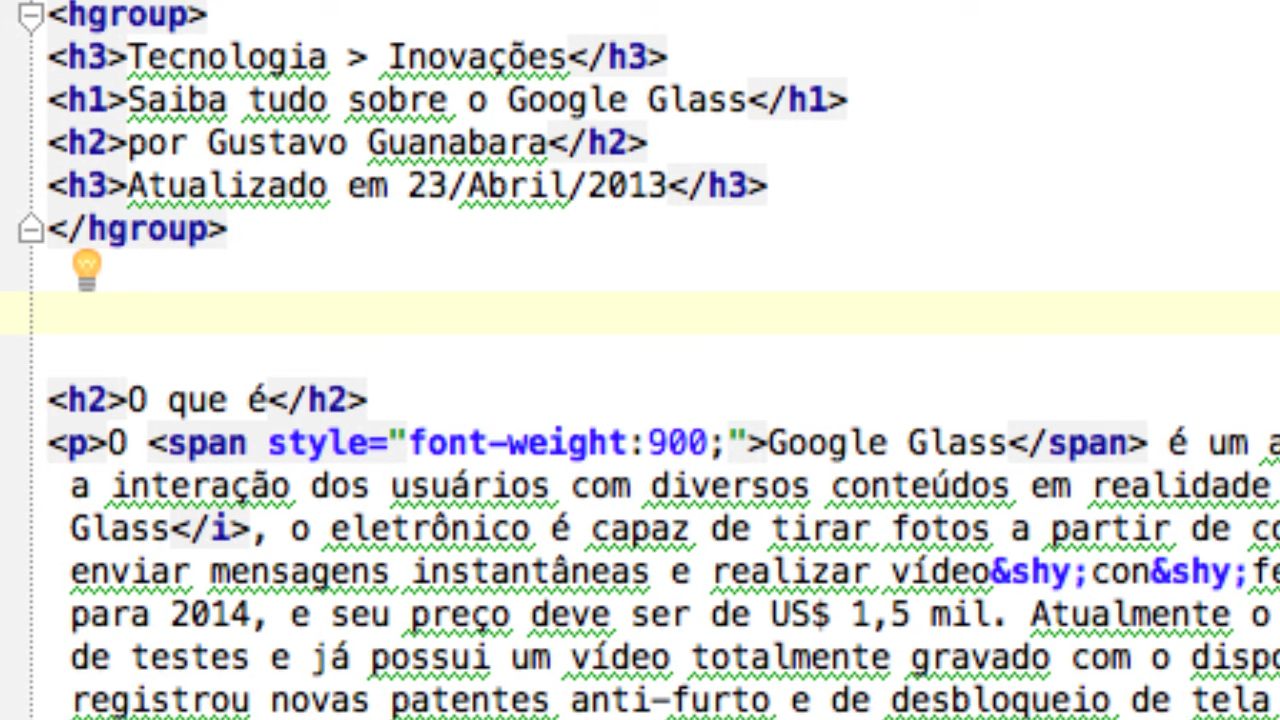 <hgroup>
<h3>Tecnologia > Inovações</h3>
<h1>Saiba tudo sobre o Google Glass</h1>
<h2>por Gustavo Guanabara</h2>
<h3>Atualizado em 23/Abril/2013</h3>
</hgroup>
<h2>O que é</h2>
<p>O <span style="font-weight:900;">Google Glass</span> é um
a interação dos usuários com diversos conteúdos em realidade
Glass</i>, o eletrônico é capaz de tirar fotos a partir de
enviar mensagens instantâneas e realizar vídeo&shy;con&shy;
para 2014, e seu preço deve ser de US$ 1,5 mil. Atualmente o
de testes e já possui um vídeo totalmente gravado com o
registrou novas patentes anti-furto e de desbloqueio de tela